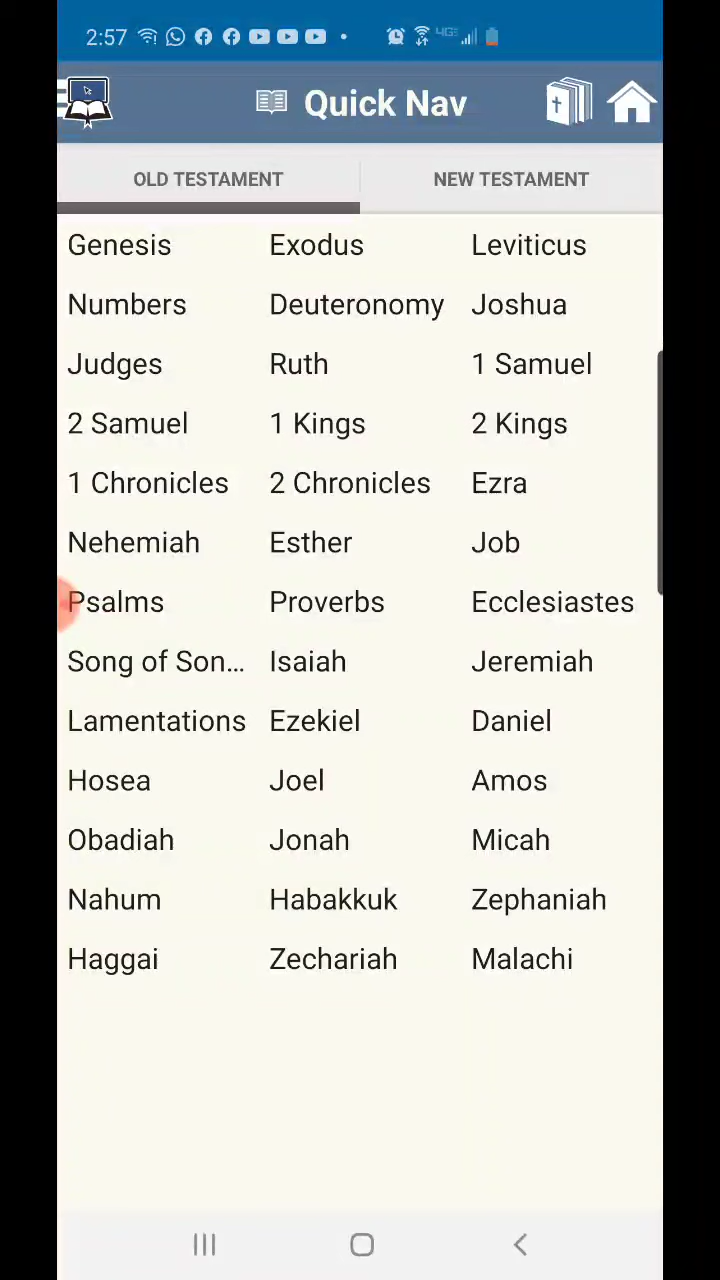 2:57
Quick Nav
OLD TESTAMENT NEW TESTAMENT
Genesis Exodus Leviticus
Numbers Deuteronomy Joshua
Judges Ruth 1 Samuel
2 Samuel 1 Kings 2 Kings
1 Chronicles 2 Chronicles Ezra
Nehemiah Esther Job
Psalms Proverbs Ecclesiastes
Song of Son... Isaiah Jeremiah
Lamentations Ezekiel Daniel
Hosea Joel Amos
Obadiah Jonah Micah
Nahum Habakkuk Zephaniah
Haggai Zechariah Malachi